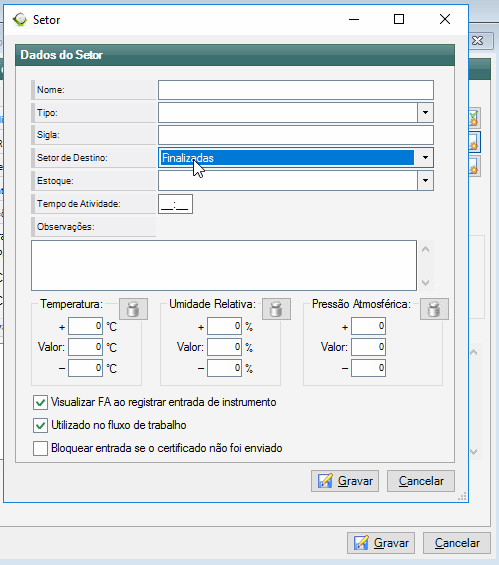 Setor
Dados do Setor
Nome:
Tipo:
Sigla:
Setor de Destino: Finalizadas
Estoque:
Tempo de Atividade: __:__
Observações:
Temperatura: Umidade Relativa: Pressão Atmosférica:
+ 0 °C + 0 % + 0
Valor: 0 °C Valor: 0 % Valor: 0
− 0 °C − 0 % − 0
Visualizar FA ao registrar entrada de instrumento
Utilizado no fluxo de trabalho
Bloquear entrada se o certificado não foi enviado
Gravar Cancelar
Gravar Cancelar